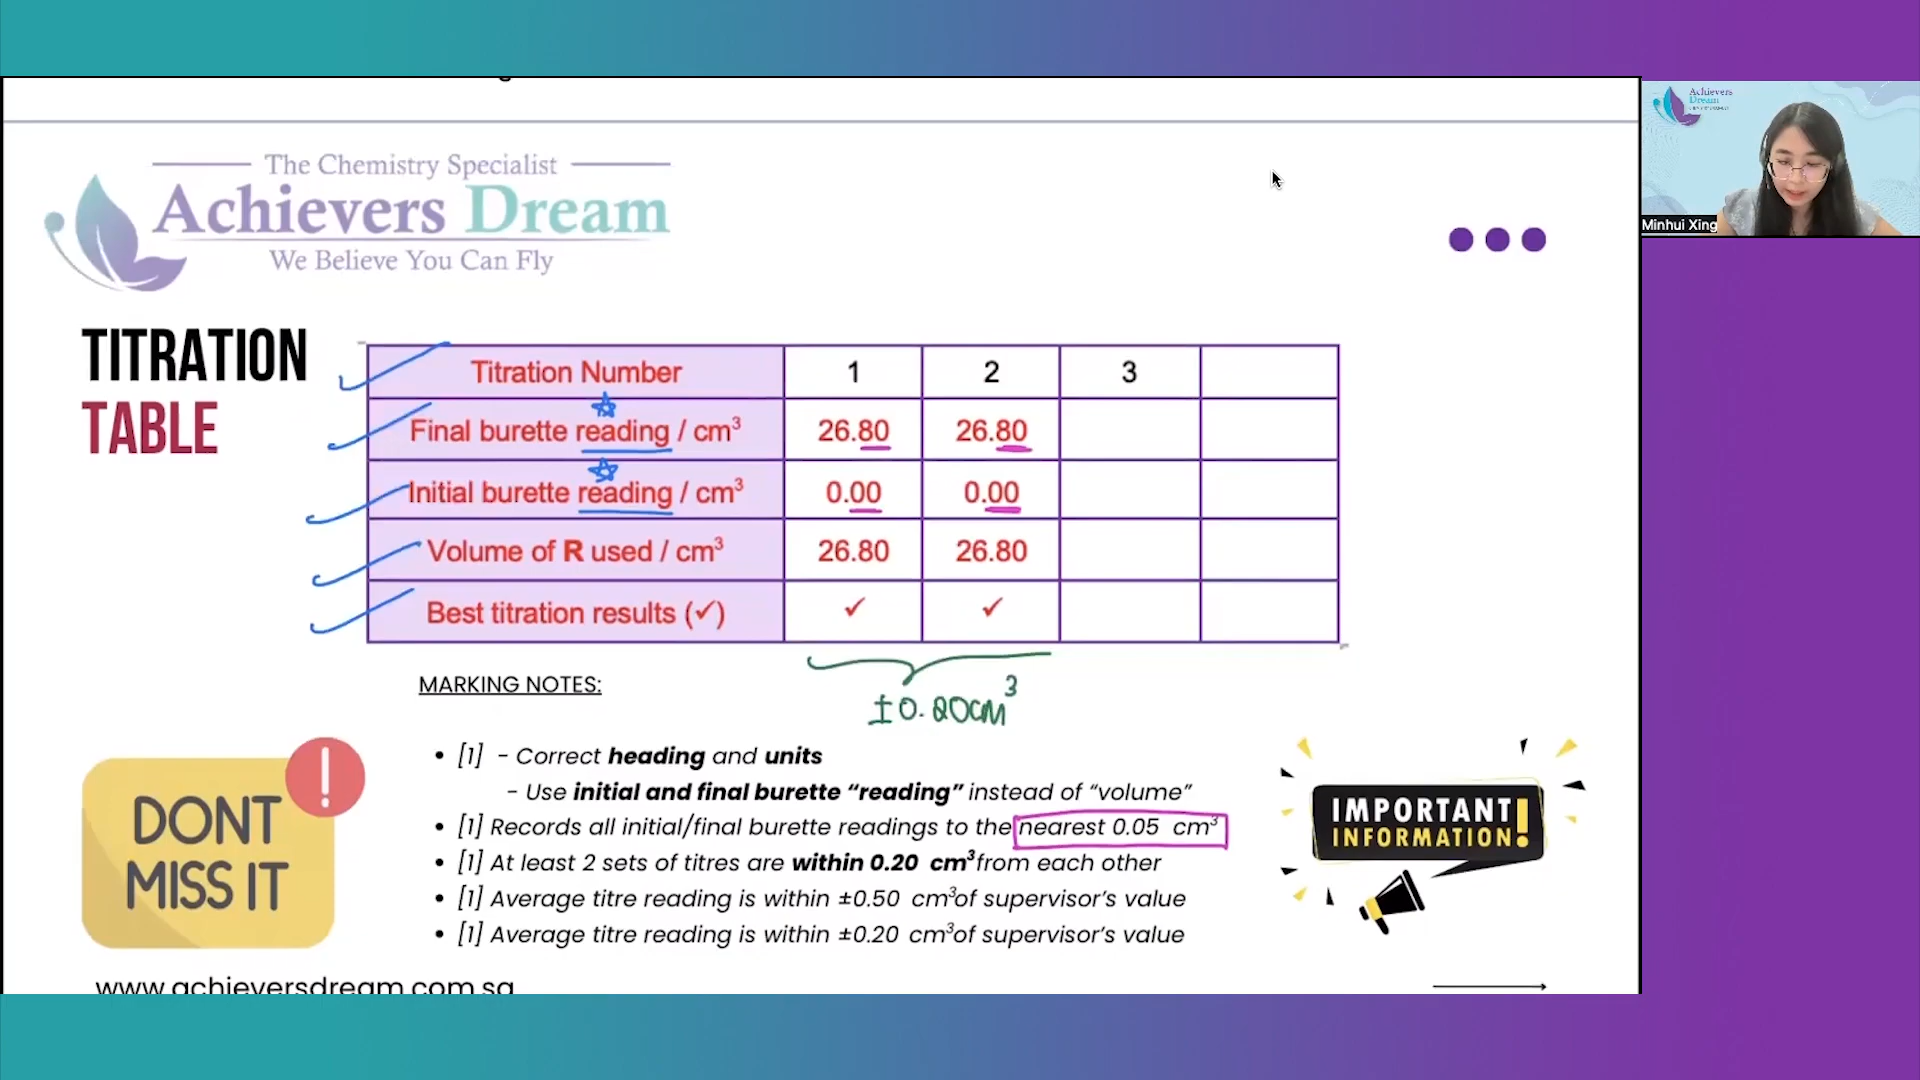 The Chemistry Specialist
Achievers Dream
We Believe You Can Fly
Achievers
Dream
Minhui Xing
TITRATION
TABLE
Titration Number 1 2 3
Final burette reading / cm³ 26.80 26.80
Initial burette reading / cm³ 0.00 0.00
Volume of R used / cm³ 26.80 26.80
Best titration results (✓) ✓ ✓
±0.20cm³
MARKING NOTES:
• [1] - Correct heading and units
- Use initial and final burette “reading” instead of “volume”
• [1] Records all initial/final burette readings to the nearest 0.05 cm³
• [1] At least 2 sets of titres are within 0.20 cm³ from each other
• [1] Average titre reading is within ±0.50 cm³of supervisor’s value
• [1] Average titre reading is within ±0.20 cm³of supervisor’s value
DONT
MISS IT
!
IMPORTANT
INFORMATION!
www.achieversdream.com.sg